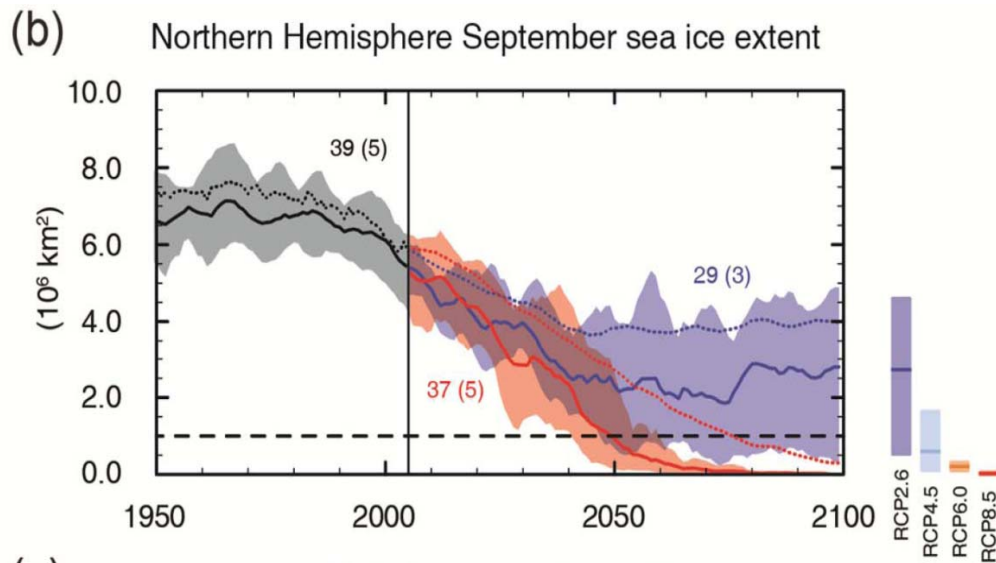 (b) Northern Hemisphere September sea ice extent
10.0
8.0
6.0
4.0
2.0
0.0
(10⁶ km²)
39 (5)
29 (3)
37 (5)
1950 2000 2050 2100
RCP2.6
RCP4.5
RCP6.0
RCP8.5